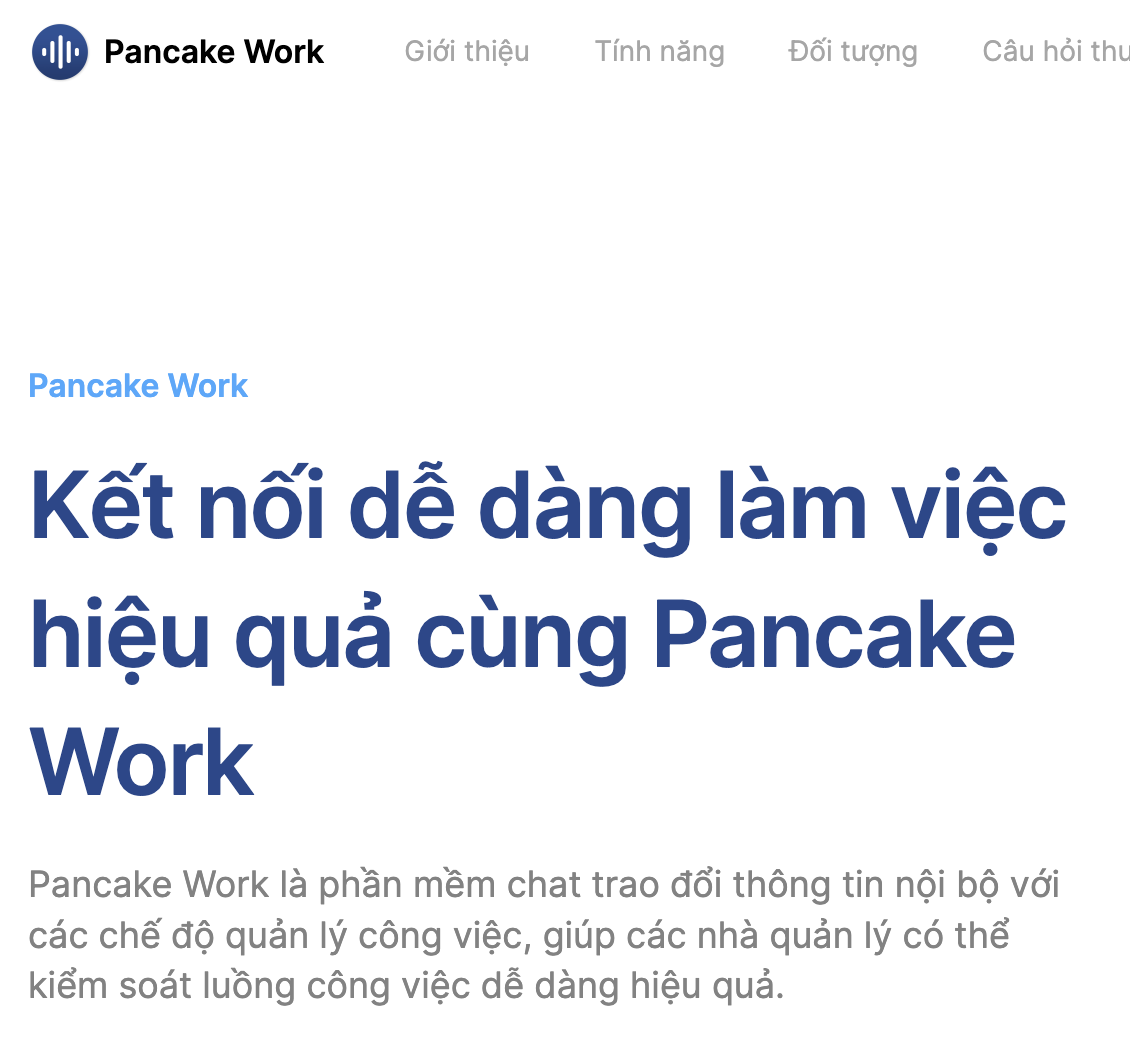 Pancake Work Giới thiệu Tính năng Đối tượng Câu hỏi
Pancake Work
Kết nối dễ dàng làm việc
hiệu quả cùng Pancake
Work
Pancake Work là phần mềm chat trao đổi thông tin nội bộ với
các chế độ quản lý công việc, giúp các nhà quản lý có thể
kiểm soát luồng công việc dễ dàng hiệu quả.